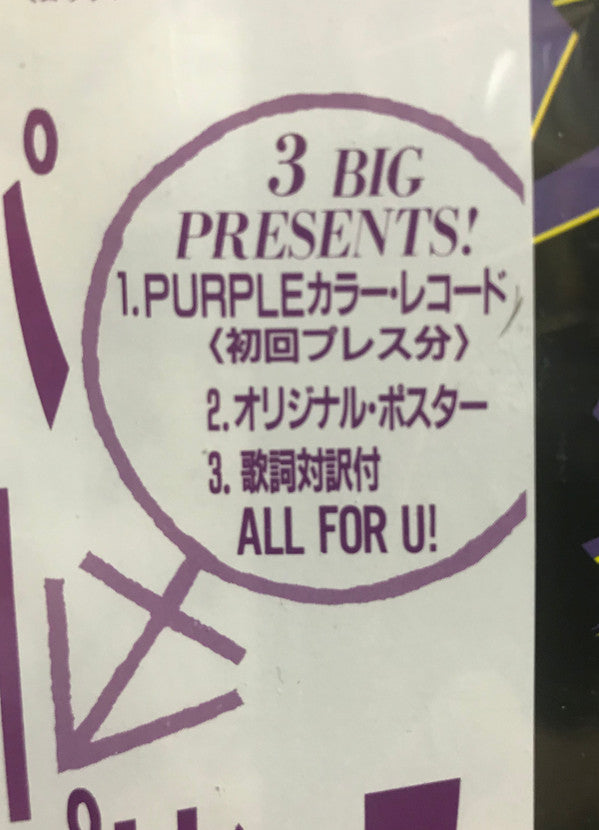 3 BIG
PRESENTS!
1.PURPLEカラー・レコード
〈初回プレス分〉
2.オリジナル・ポスター
3.歌詞対訳付
ALL FOR U!